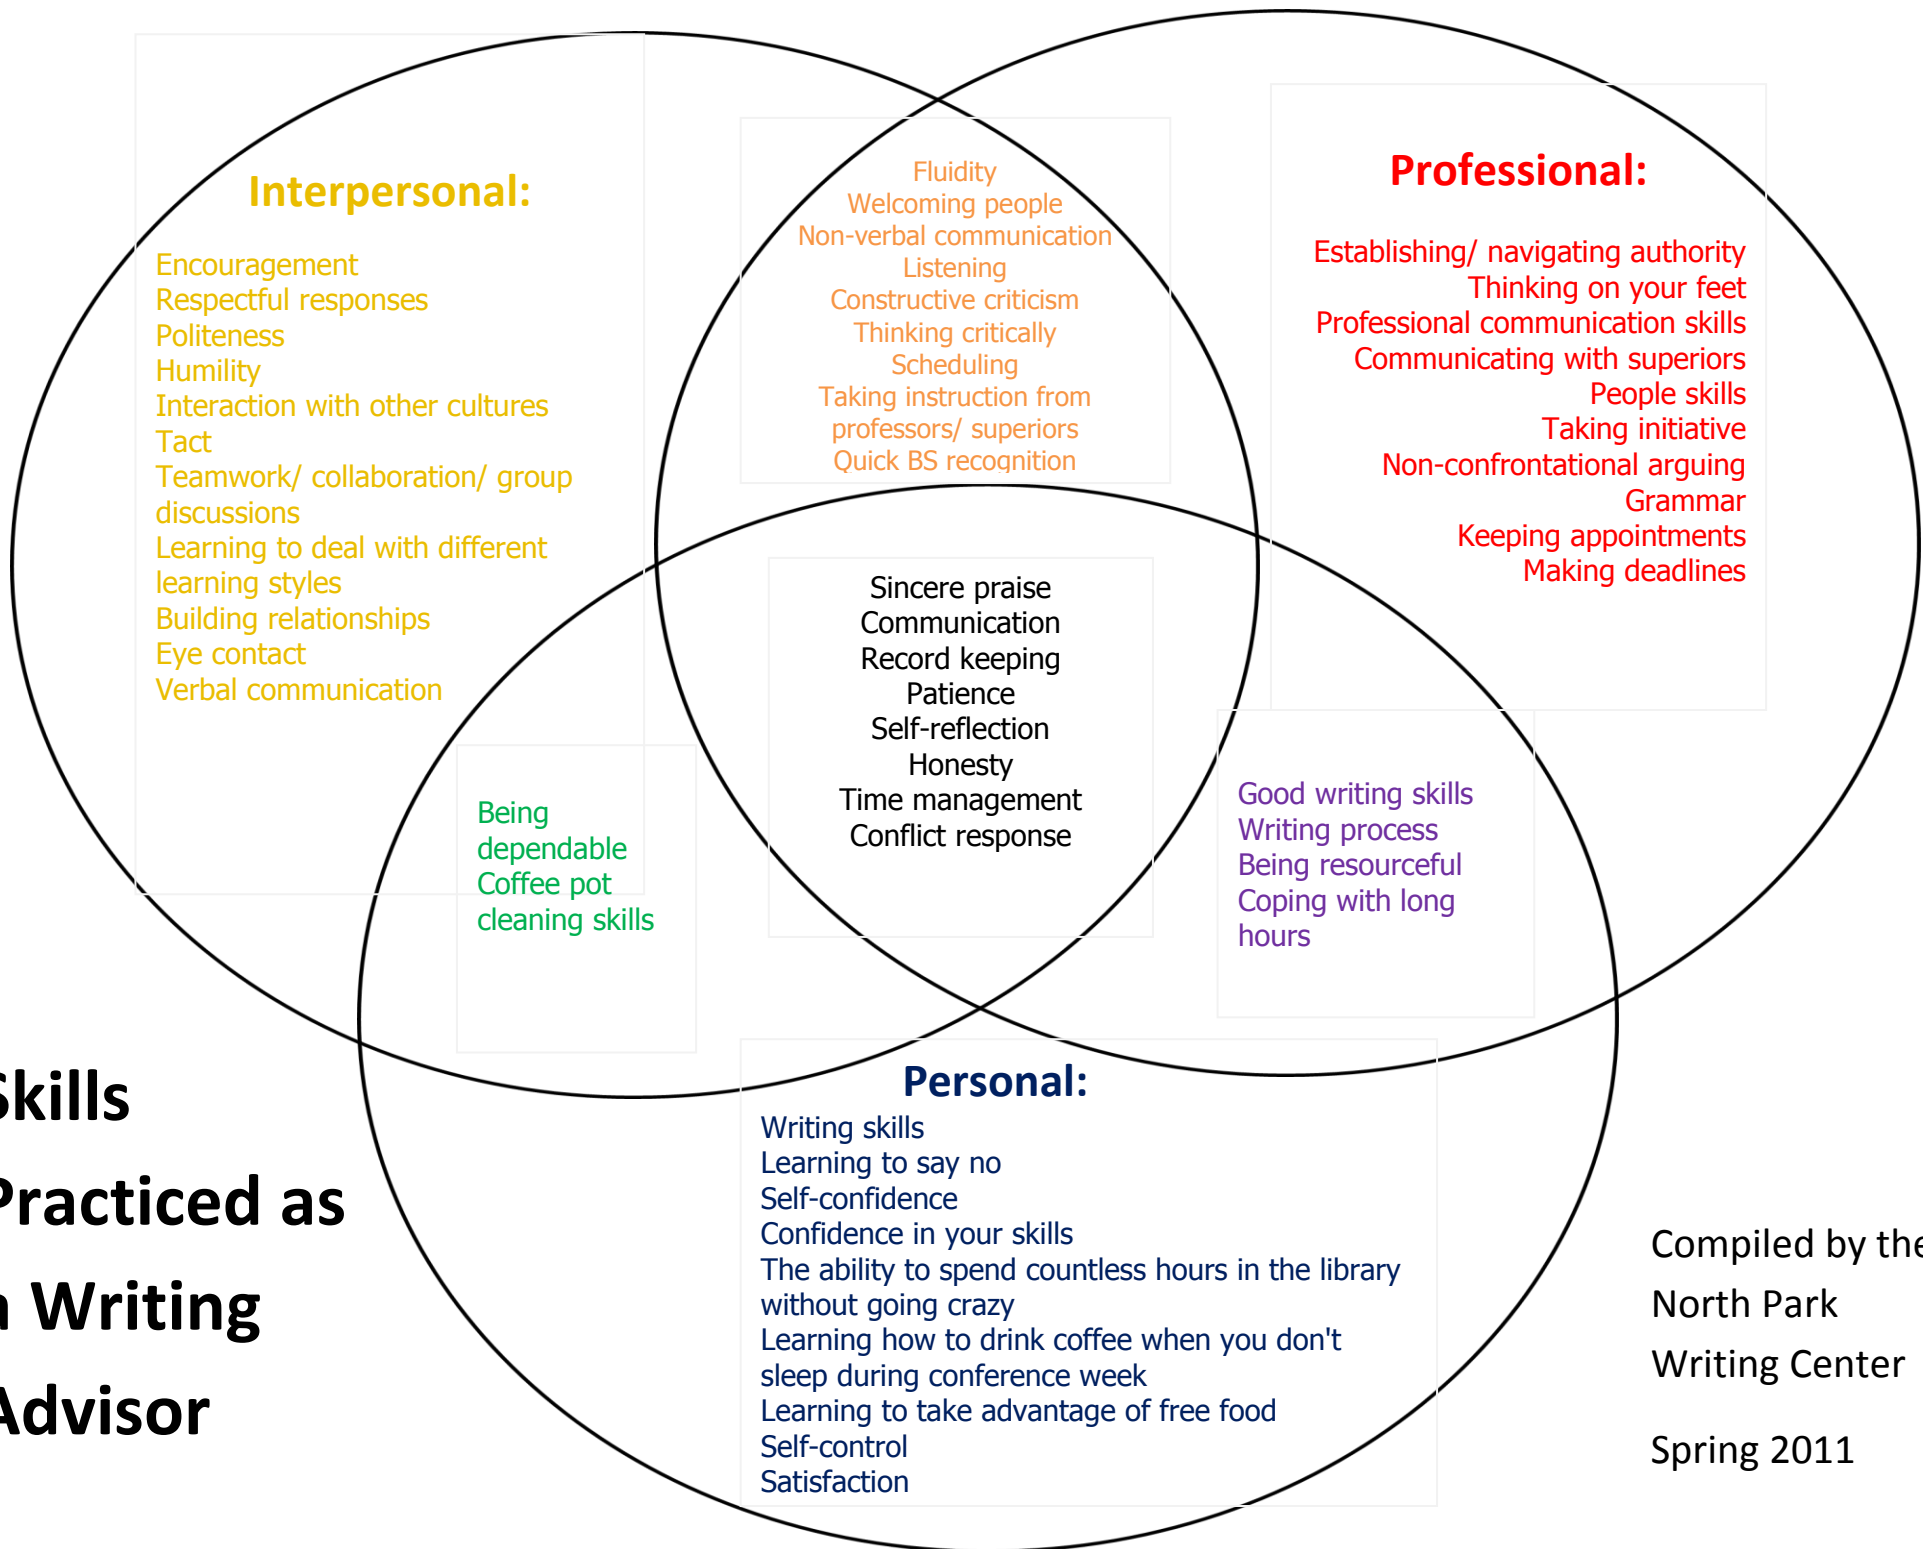 Interpersonal:
Encouragement
Respectful responses
Politeness
Humility
Interaction with other cultures
Tact
Teamwork/ collaboration/ group
discussions
Learning to deal with different
learning styles
Building relationships
Eye contact
Verbal communication
Fluidity
Welcoming people
Non-verbal communication
Listening
Constructive criticism
Thinking critically
Scheduling
Taking instruction from
professors/ superiors
Quick BS recognition
Professional:
Establishing/ navigating authority
Thinking on your feet
Professional communication skills
Communicating with superiors
People skills
Taking initiative
Non-confrontational arguing
Grammar
Keeping appointments
Making deadlines
Sincere praise
Communication
Record keeping
Patience
Self-reflection
Honesty
Time management
Conflict response
Being
dependable
Coffee pot
cleaning skills
Good writing skills
Writing process
Being resourceful
Coping with long
hours
Personal:
Writing skills
Learning to say no
Self-confidence
Confidence in your skills
The ability to spend countless hours in the library
without going crazy
Learning how to drink coffee when you don't
sleep during conference week
Learning to take advantage of free food
Self-control
Satisfaction
Skills
Practiced as
a Writing
Advisor
Compiled by the
North Park
Writing Center
Spring 2011